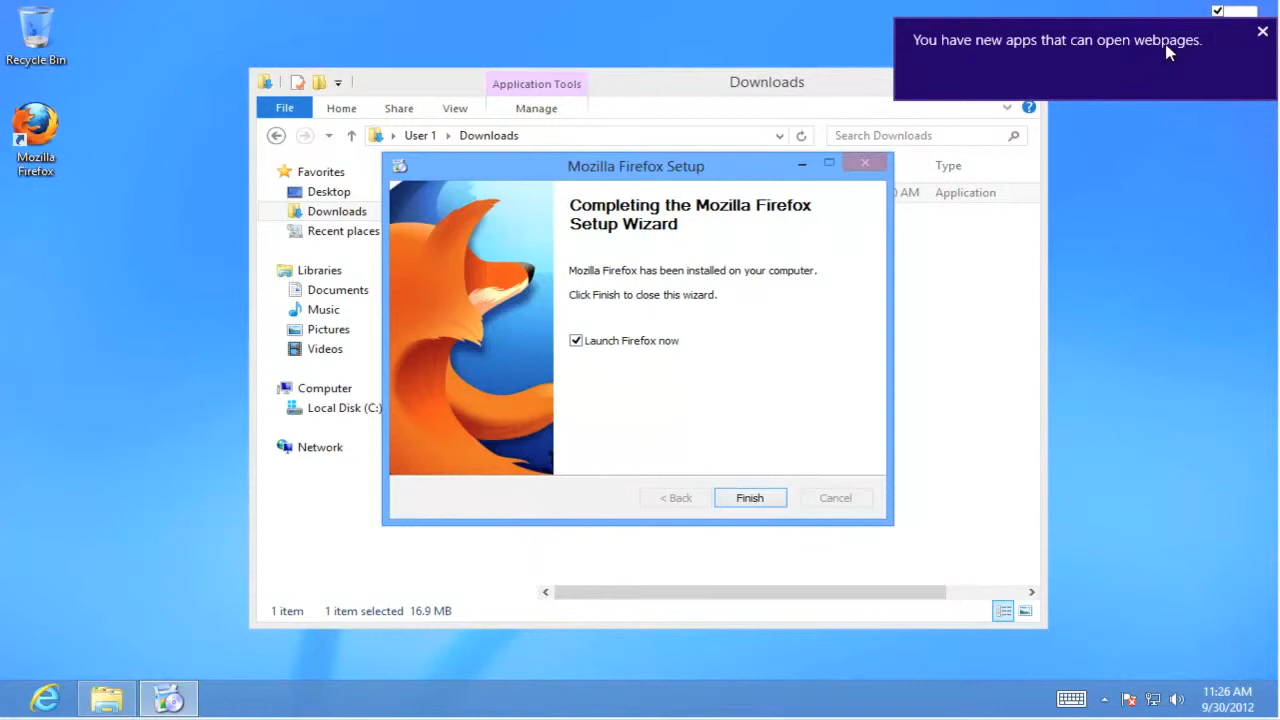 Recycle Bin
Mozilla
Firefox
You have new apps that can open webpages.
Application Tools
Downloads
File
Home
Share
View
Manage
User 1
Downloads
Search Downloads
Favorites
Desktop
Downloads
Recent places
Libraries
Documents
Music
Pictures
Videos
Computer
Local Disk (C:)
Network
Type
AM
Application
Mozilla Firefox Setup
Completing the Mozilla Firefox
Setup Wizard
Mozilla Firefox has been installed on your computer.
Click Finish to close this wizard.
Launch Firefox now
< Back
Finish
Cancel
1 item
1 item selected 16.9 MB
11:26 AM
9/30/2012